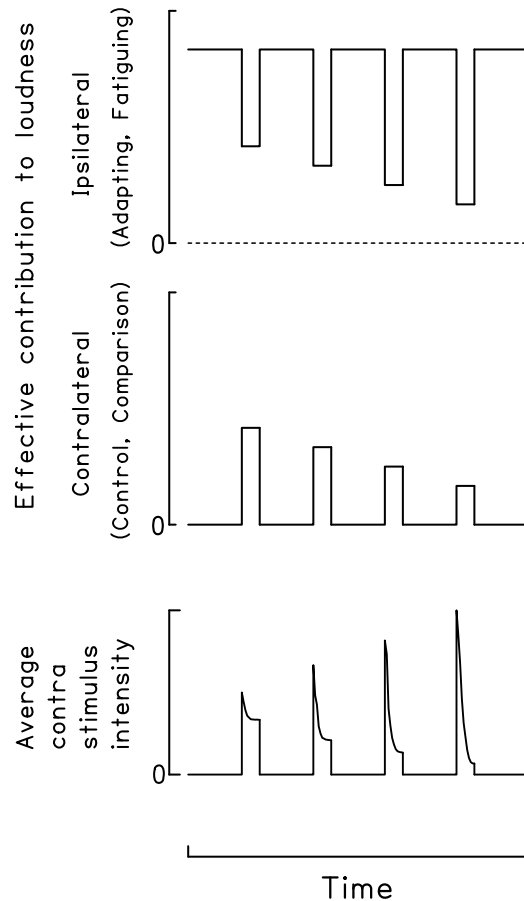 Effective contribution to loudness
Ipsilateral
(Adapting, Fatiguing)
0
Contralateral
(Control, Comparison)
0
Average
contra
stimulus
intensity
0
Time